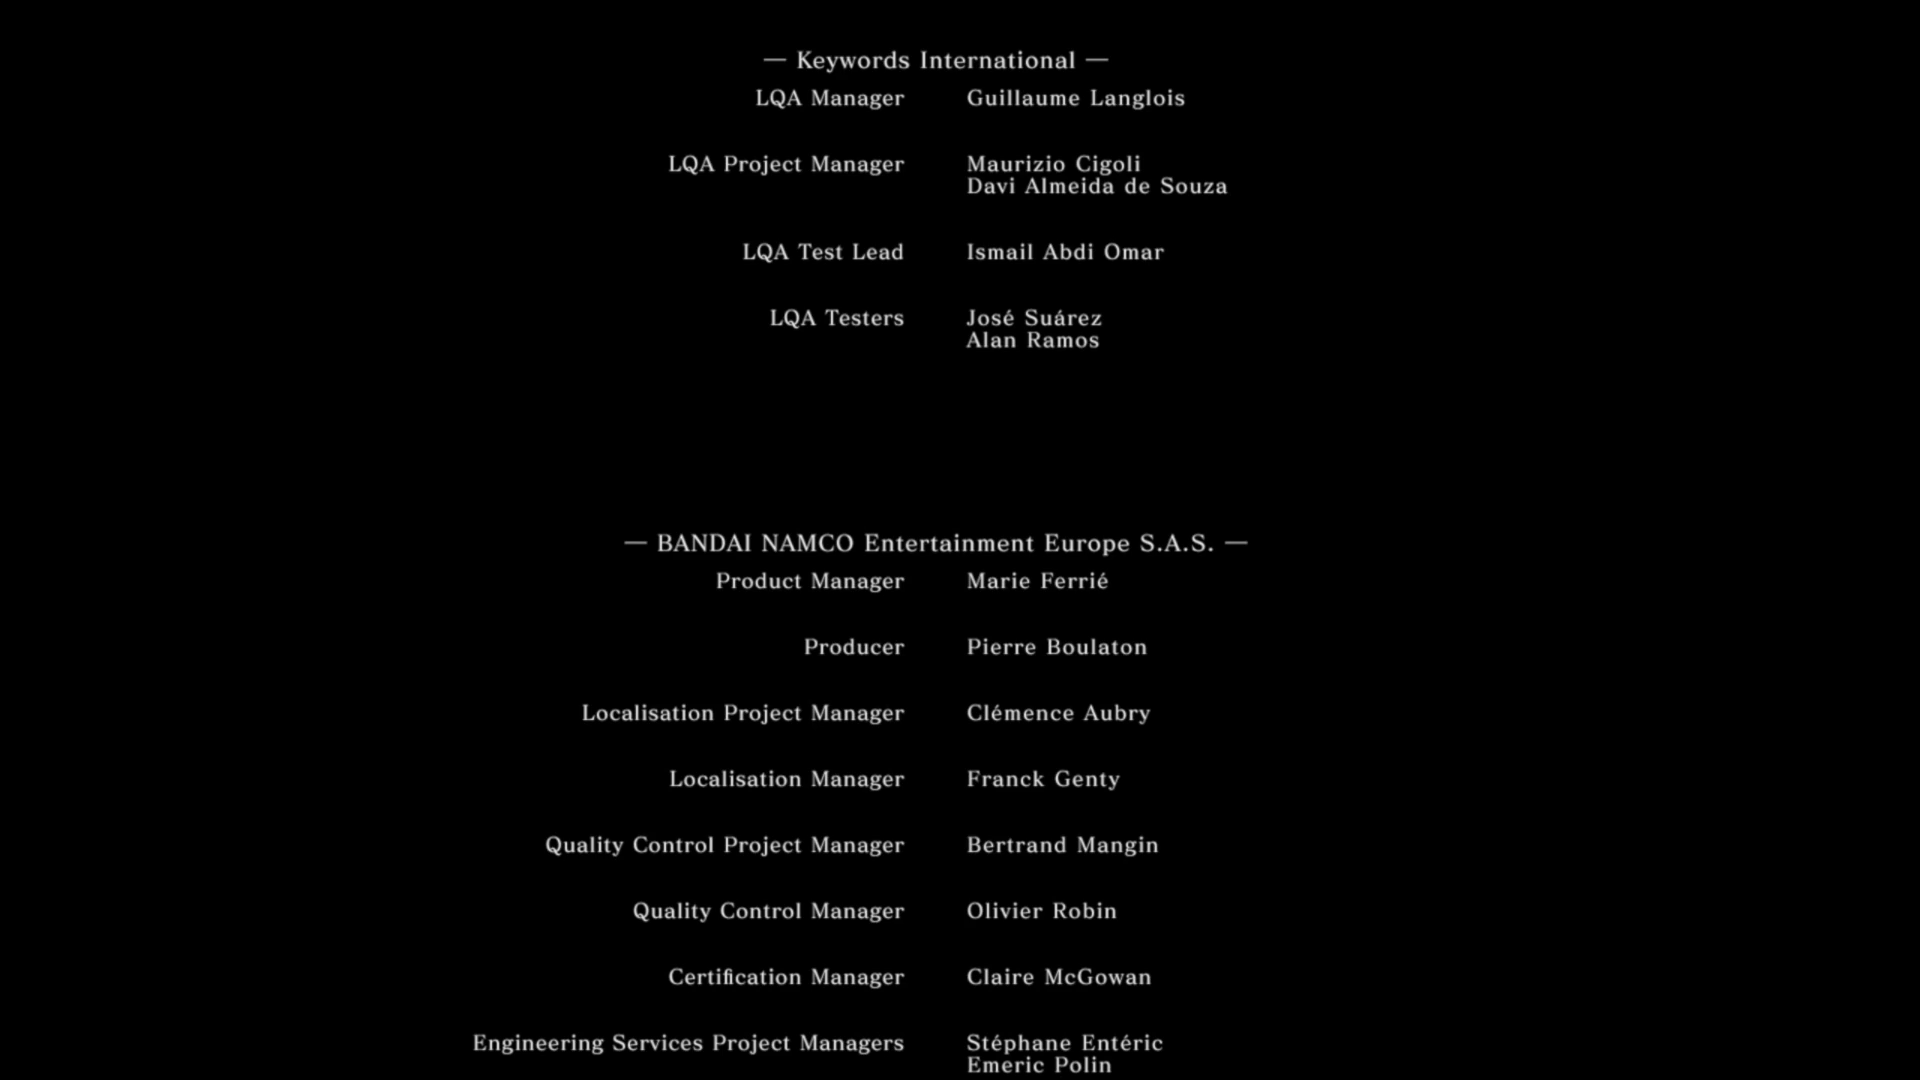 — Keywords International —
LQA Manager Guillaume Langlois
LQA Project Manager Maurizio Cigoli
Davi Almeida de Souza
LQA Test Lead Ismail Abdi Omar
LQA Testers José Suárez
Alan Ramos
— BANDAI NAMCO Entertainment Europe S.A.S. —
Product Manager Marie Ferrié
Producer Pierre Boulaton
Localisation Project Manager Clémence Aubry
Localisation Manager Franck Genty
Quality Control Project Manager Bertrand Mangin
Quality Control Manager Olivier Robin
Certification Manager Claire McGowan
Engineering Services Project Managers Stéphane Entéric
Emeric Polin